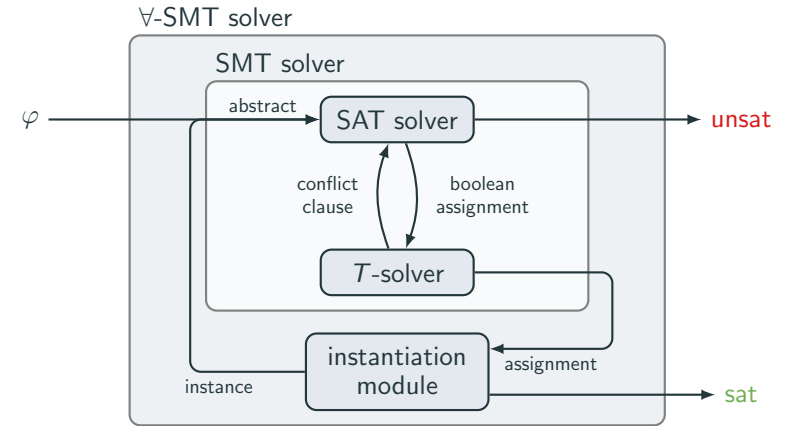 ∀-SMT solver
SMT solver
φ
abstract
SAT solver
unsat
conflict
clause
boolean
assignment
T-solver
instantiation
module
assignment
instance
sat